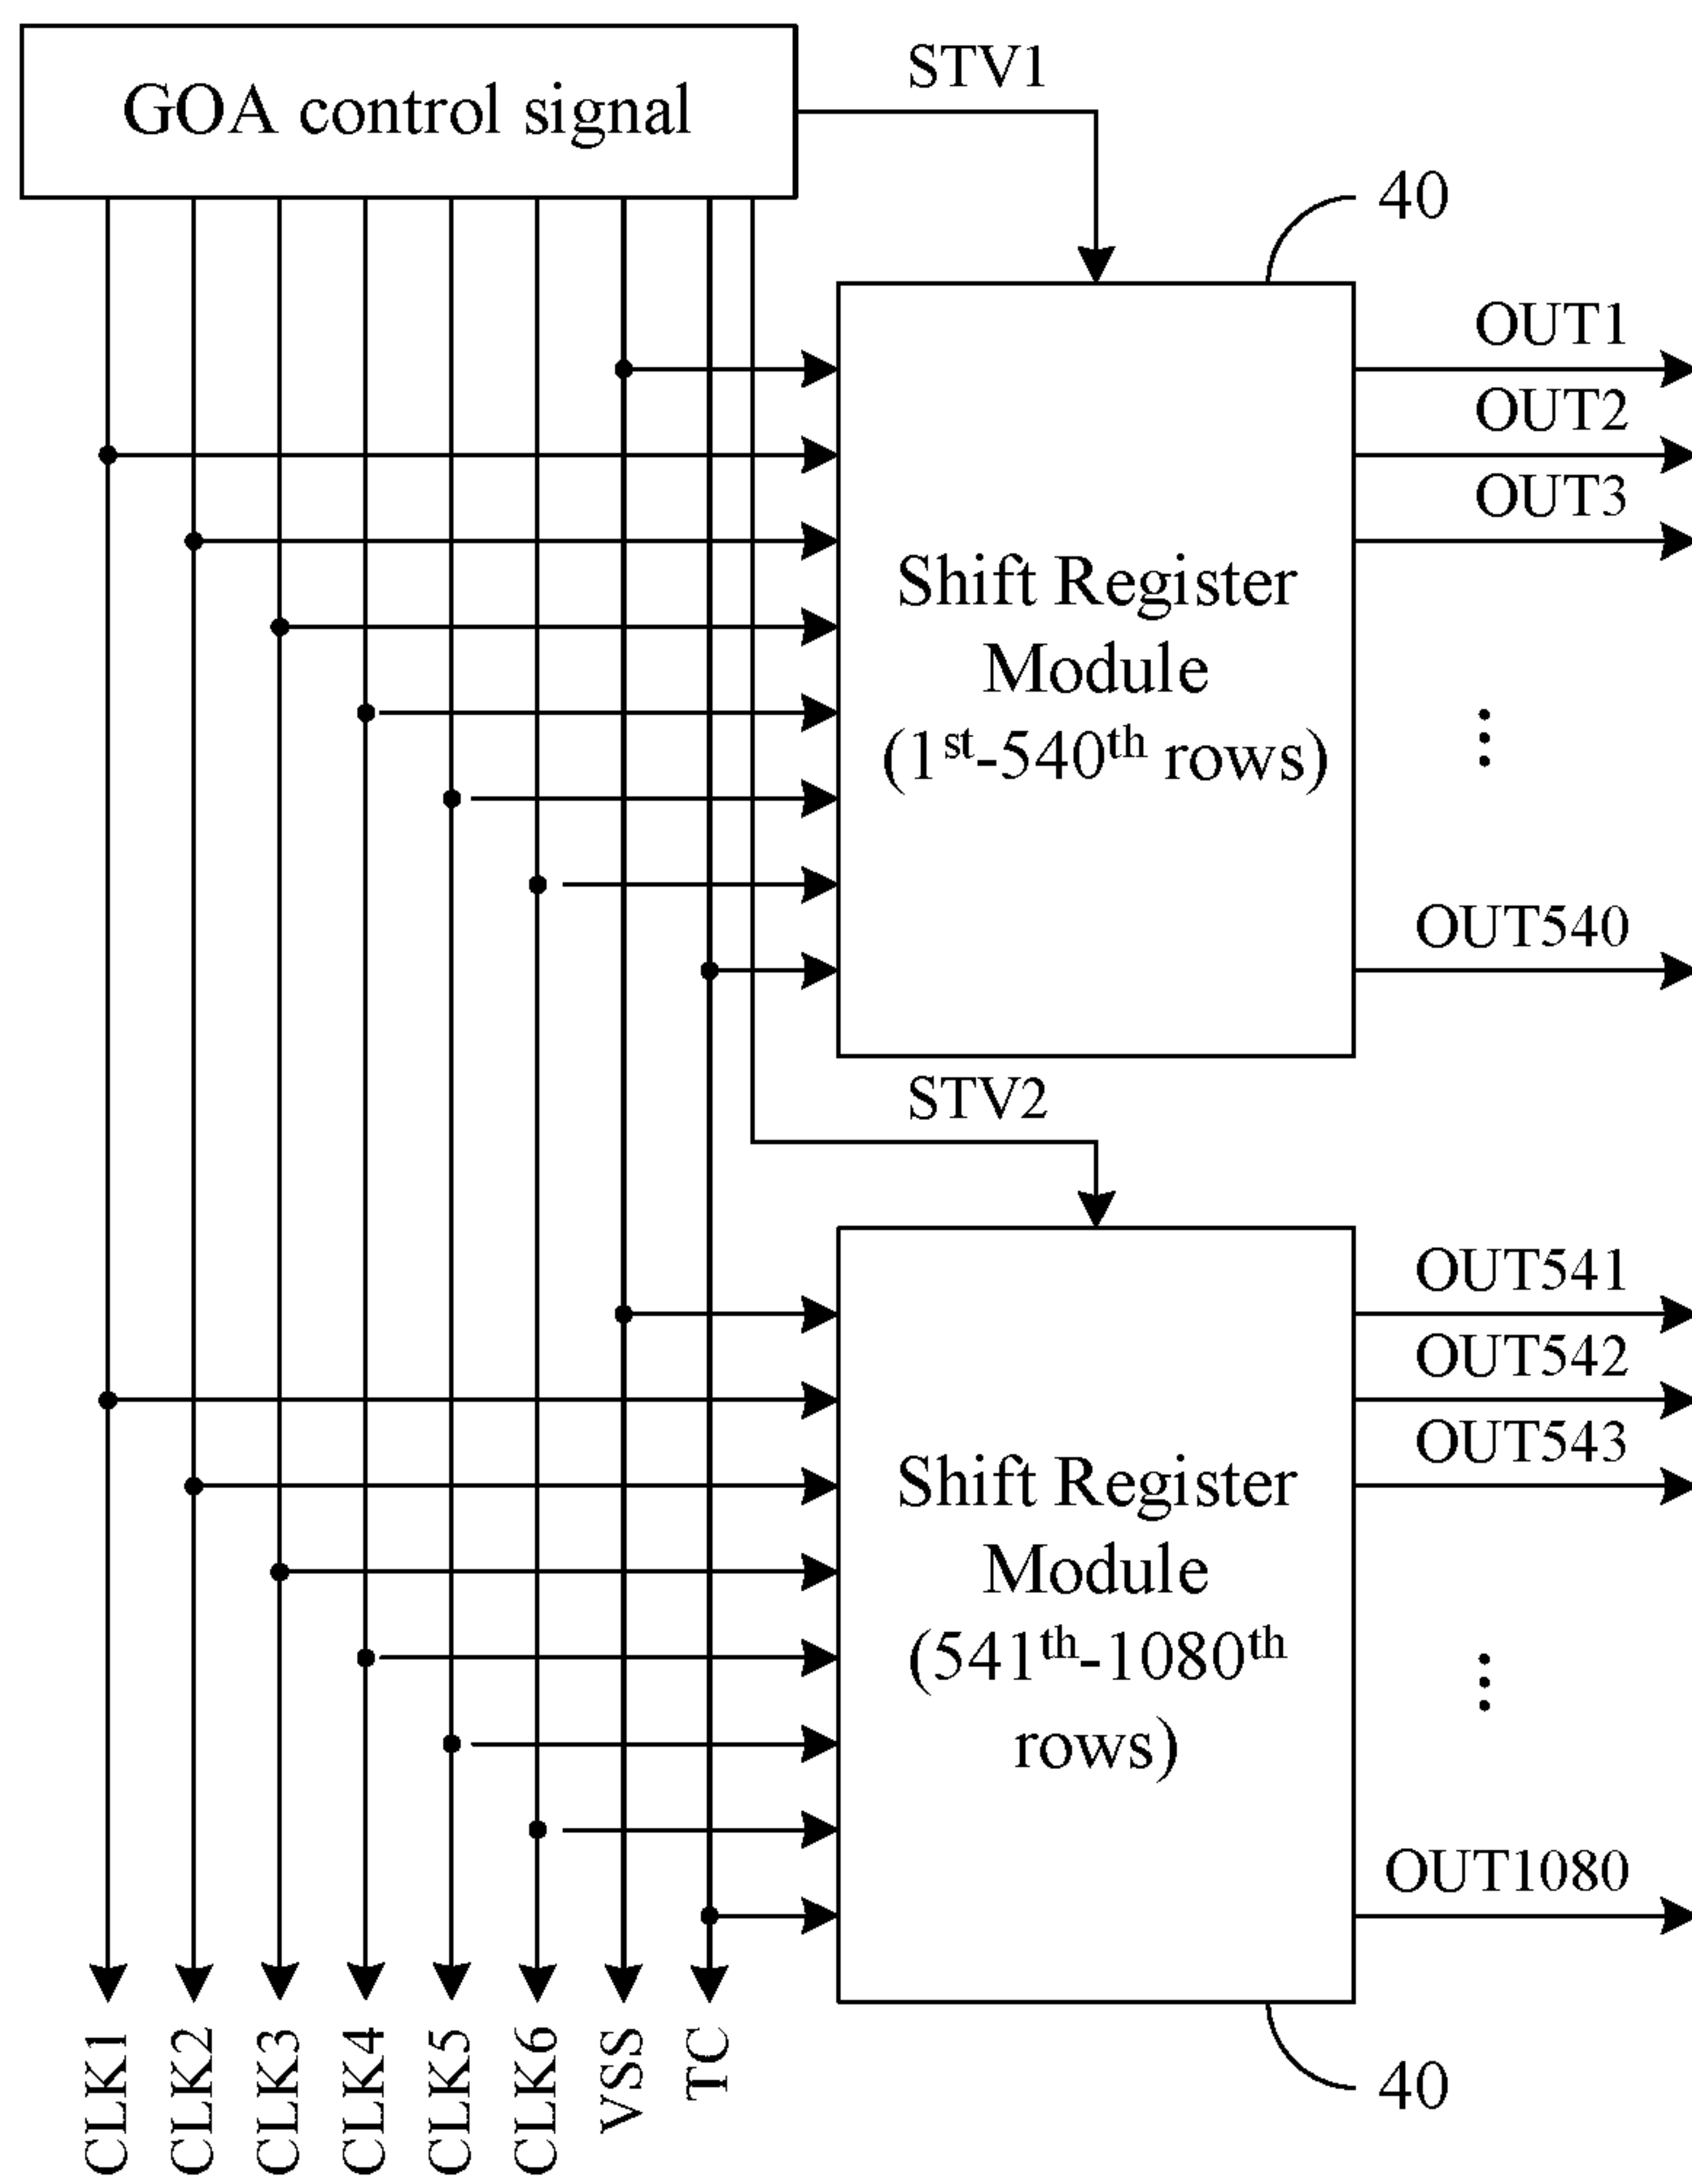 GOA control signal
STV1
40
OUT1
OUT2
OUT3
Shift Register
Module
(1st-540th rows)
OUT540
STV2
OUT541
OUT542
OUT543
Shift Register
Module
(541th-1080th
rows)
OUT1080
40
CLK1
CLK2
CLK3
CLK4
CLK5
CLK6
VSS
TC